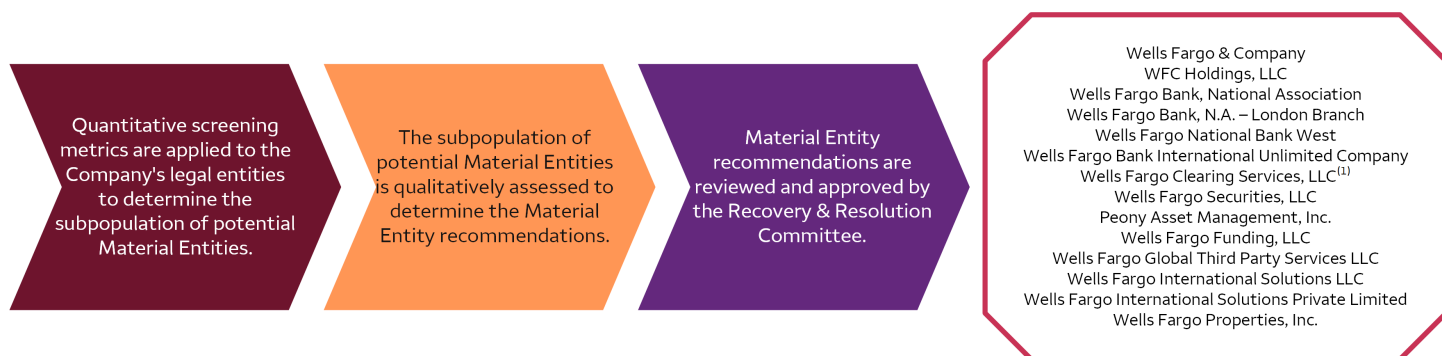 Quantitative screening
metrics are applied to the
Company's legal entities
to determine the
subpopulation of potential
Material Entities.
The subpopulation of
potential Material Entities
is qualitatively assessed to
determine the Material
Entity recommendations.
Material Entity
recommendations are
reviewed and approved by
the Recovery & Resolution
Committee.
Wells Fargo & Company
WFC Holdings, LLC
Wells Fargo Bank, National Association
Wells Fargo Bank, N.A. – London Branch
Wells Fargo National Bank West
Wells Fargo Bank International Unlimited Company
Wells Fargo Clearing Services, LLC(1)
Wells Fargo Securities, LLC
Peony Asset Management, Inc.
Wells Fargo Funding, LLC
Wells Fargo Global Third Party Services LLC
Wells Fargo International Solutions LLC
Wells Fargo International Solutions Private Limited
Wells Fargo Properties, Inc.